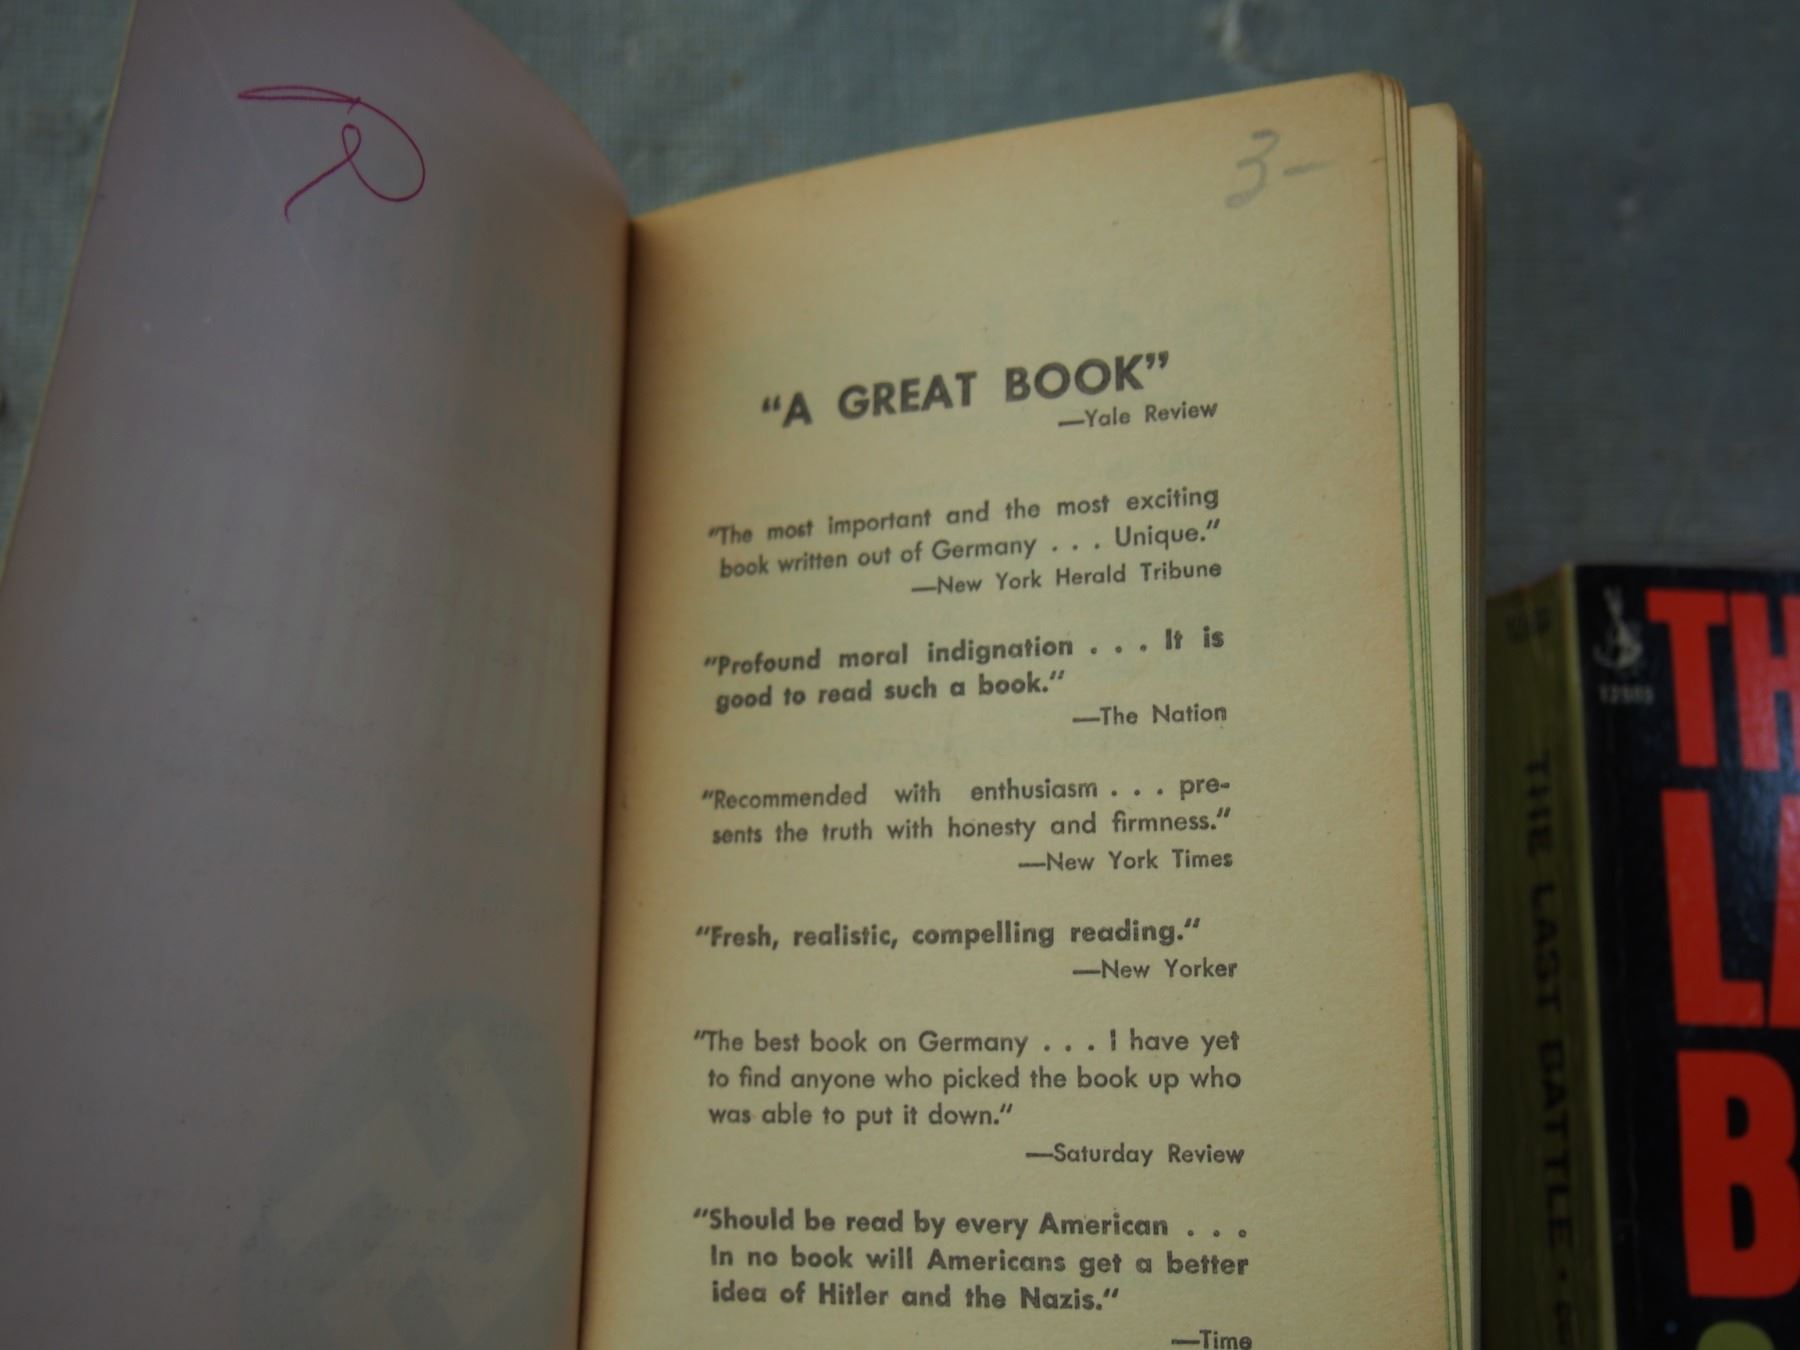 3-
"A GREAT BOOK"
—Yale Review
"The most important and the most exciting
book written out of Germany . . . Unique."
—New York Herald Tribune
"Profound moral indignation . . . It is
good to read such a book."
—The Nation
"Recommended with enthusiasm . . . pre-
sents the truth with honesty and firmness."
—New York Times
"Fresh, realistic, compelling reading."
—New Yorker
"The best book on Germany . . . I have yet
to find anyone who picked the book up who
was able to put it down."
—Saturday Review
"Should be read by every American . . .
In no book will Americans get a better
idea of Hitler and the Nazis."
—Time
THE LAST BATTLE
TH
LA
B